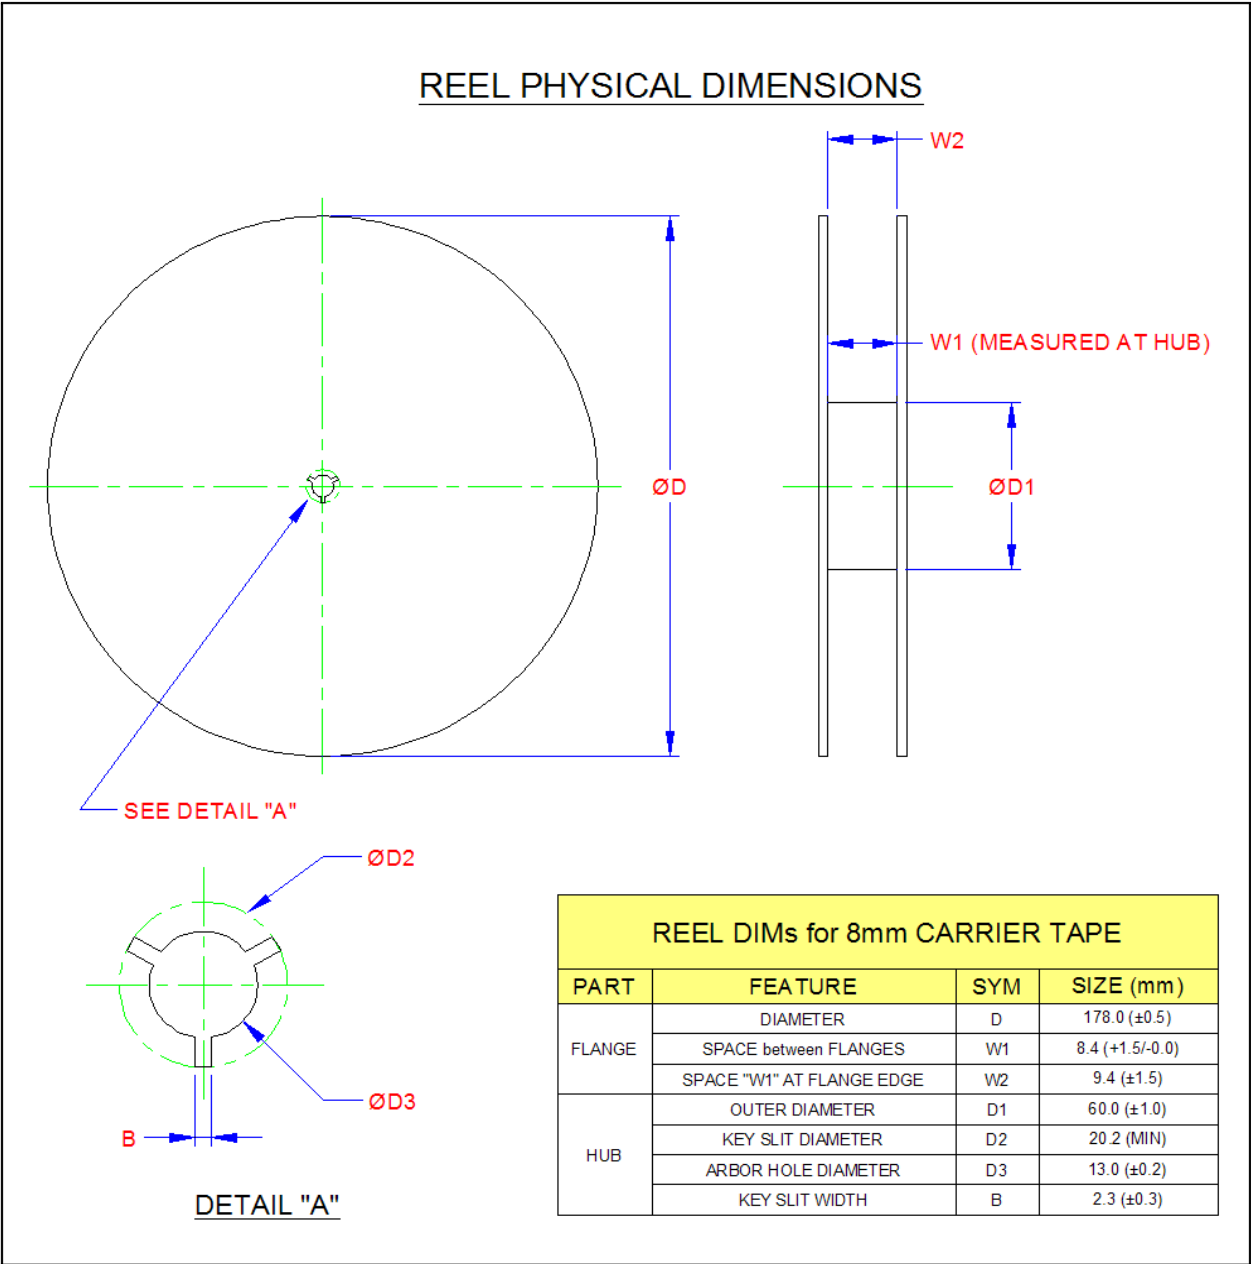 REEL PHYSICAL DIMENSIONS
W2
W1 (MEASURED AT HUB)
ØD
ØD1
SEE DETAIL "A"
ØD2
ØD3
B
DETAIL "A"
REEL DIMs for 8mm CARRIER TAPE
PART FEATURE SYM SIZE (mm)
FLANGE
DIAMETER D 178.0 (±0.5)
SPACE between FLANGES W1 8.4 (+1.5/-0.0)
SPACE "W1" AT FLANGE EDGE W2 9.4 (±1.5)
HUB
OUTER DIAMETER D1 60.0 (±1.0)
KEY SLIT DIAMETER D2 20.2 (MIN)
ARBOR HOLE DIAMETER D3 13.0 (±0.2)
KEY SLIT WIDTH B 2.3 (±0.3)